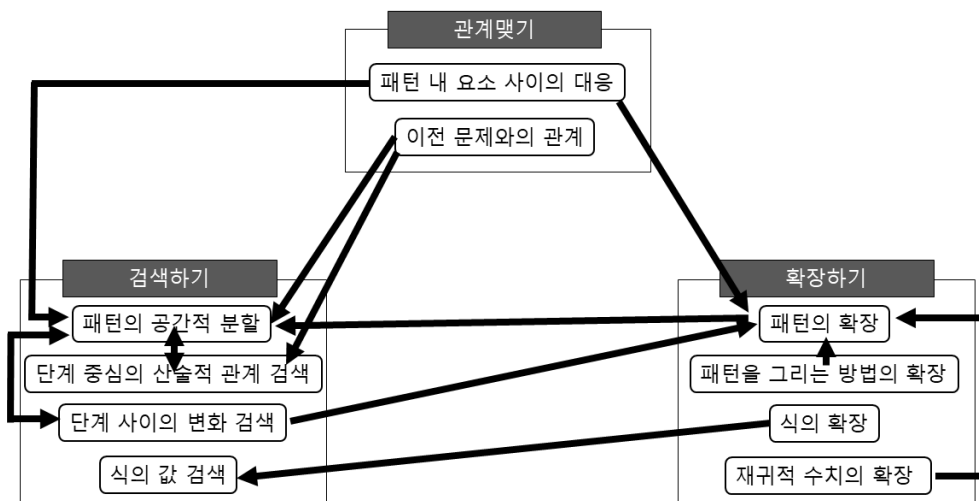 관계맺기
패턴 내 요소 사이의 대응
이전 문제와의 관계
검색하기
패턴의 공간적 분할
단계 중심의 산술적 관계 검색
단계 사이의 변화 검색
식의 값 검색
확장하기
패턴의 확장
패턴을 그리는 방법의 확장
식의 확장
재귀적 수치의 확장